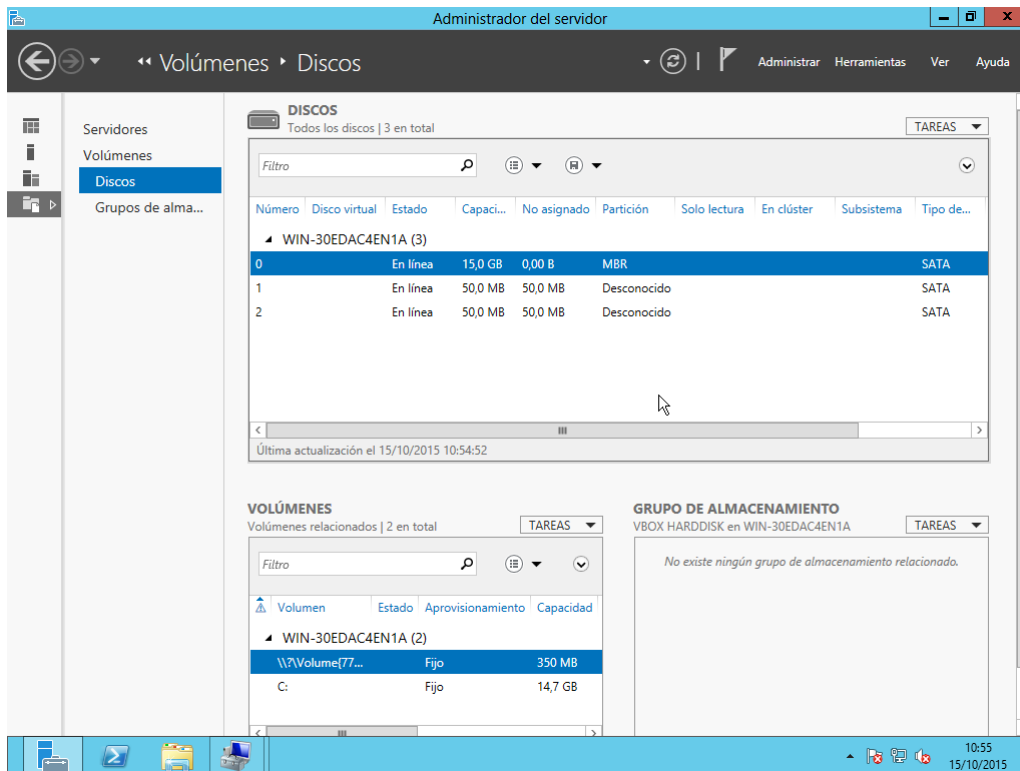 Administrador del servidor
Volúmenes Discos
Administrar Herramientas Ver Ayuda
Servidores
Volúmenes
Discos
Grupos de alma...
DISCOS
Todos los discos | 3 en total
TAREAS
Filtro
Número Disco virtual Estado Capaci... No asignado Partición Solo lectura En clúster Subsistema Tipo de...
WIN-30EDAC4EN1A (3)
0 En línea 15,0 GB 0,00 B MBR SATA
1 En línea 50,0 MB 50,0 MB Desconocido SATA
2 En línea 50,0 MB 50,0 MB Desconocido SATA
Última actualización el 15/10/2015 10:54:52
VOLÚMENES
Volúmenes relacionados | 2 en total
TAREAS
Filtro
Volumen Estado Aprovisionamiento Capacidad
WIN-30EDAC4EN1A (2)
\\?\Volume{77... Fijo 350 MB
C: Fijo 14,7 GB
GRUPO DE ALMACENAMIENTO
VBOX HARDDISK en WIN-30EDAC4EN1A
TAREAS
No existe ningún grupo de almacenamiento relacionado.
10:55
15/10/2015